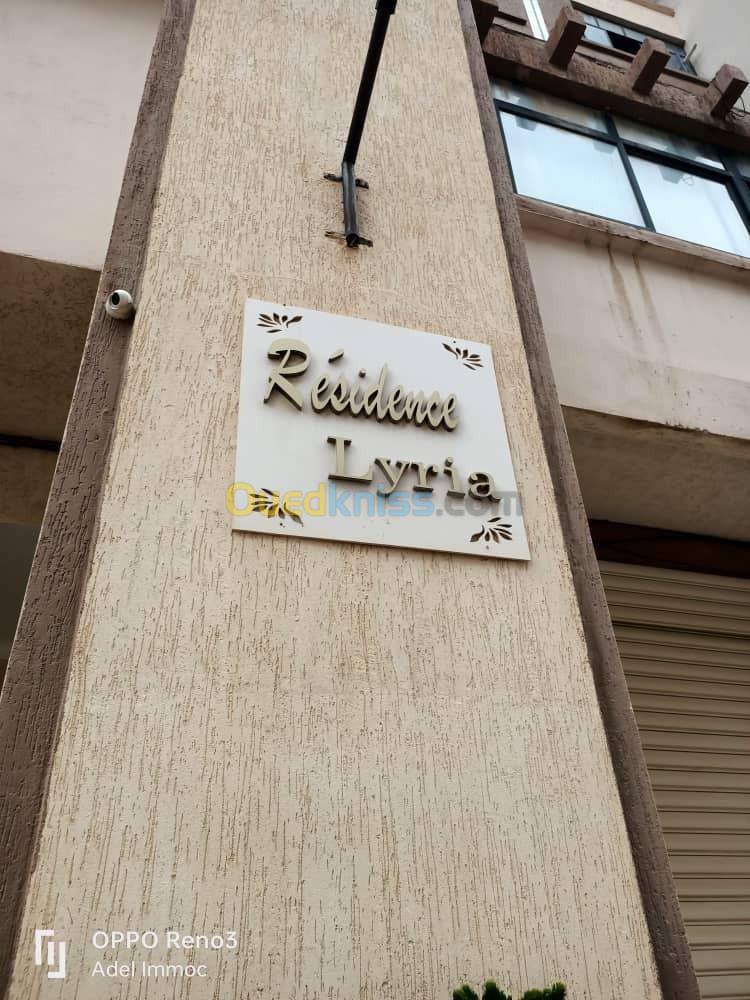 Résidence
Lyria
Ouedkniss.com
OPPO Reno3
Adel Immoc